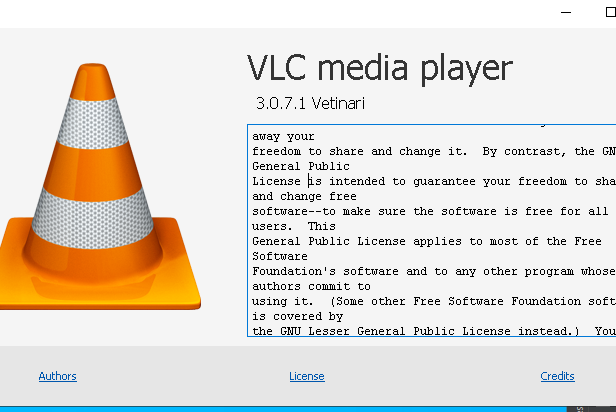 VLC media player
3.0.7.1 Vetinari
away your
freedom to share and change it.  By contrast, the GN
General Public
License is intended to guarantee your freedom to sha
and change free
software--to make sure the software is free for all
users.  This
General Public License applies to most of the Free
Software
Foundation's software and to any other program whose
authors commit to
using it.  (Some other Free Software Foundation soft
is covered by
the GNU Lesser General Public License instead.)  You
Authors
License
Credits